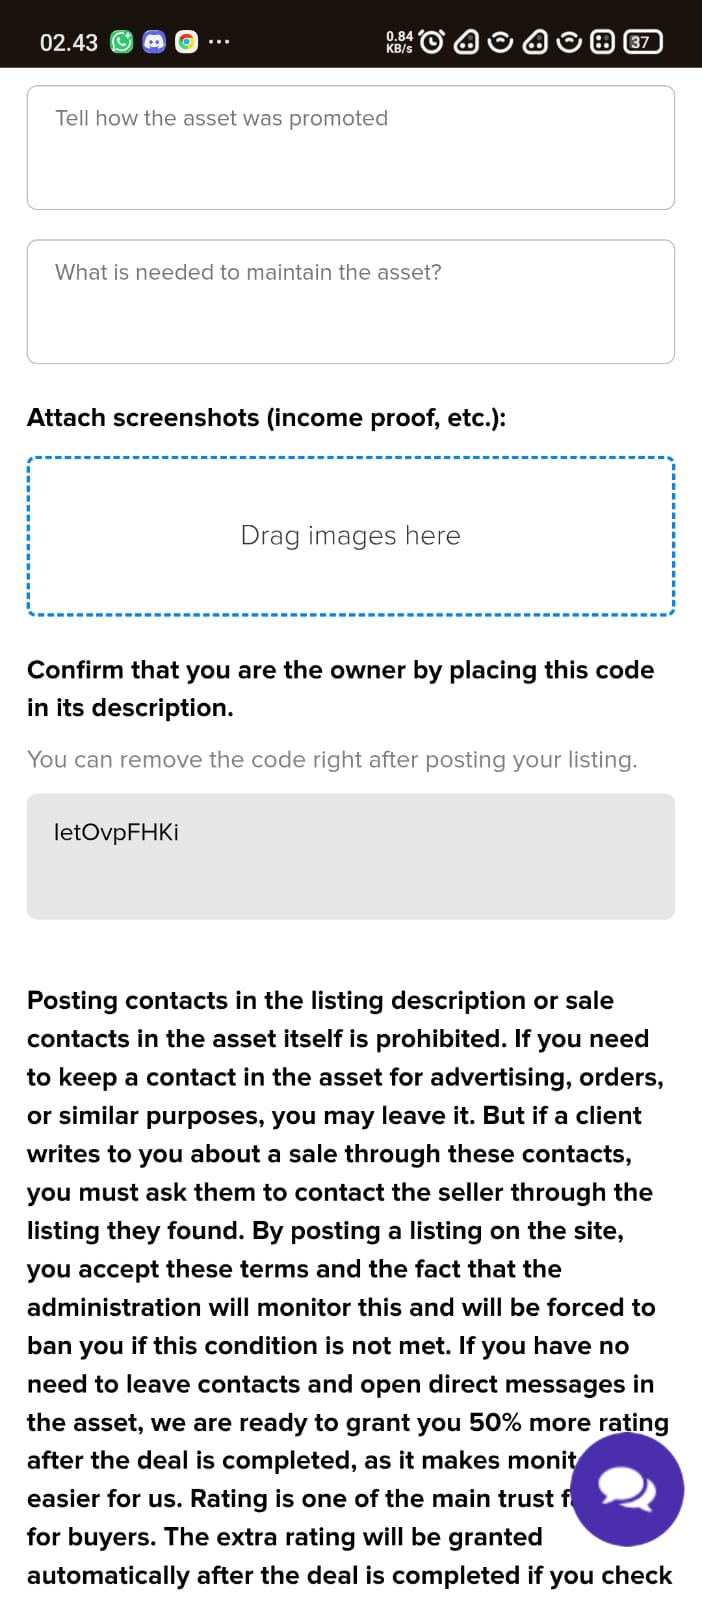 02.43
0.84
KB/s
37
Tell how the asset was promoted
What is needed to maintain the asset?
Attach screenshots (income proof, etc.):
Drag images here
Confirm that you are the owner by placing this code
in its description.
You can remove the code right after posting your listing.
letOvpFHKi
Posting contacts in the listing description or sale
contacts in the asset itself is prohibited. If you need
to keep a contact in the asset for advertising, orders,
or similar purposes, you may leave it. But if a client
writes to you about a sale through these contacts,
you must ask them to contact the seller through the
listing they found. By posting a listing on the site,
you accept these terms and the fact that the
administration will monitor this and will be forced to
ban you if this condition is not met. If you have no
need to leave contacts and open direct messages in
the asset, we are ready to grant you 50% more rating
after the deal is completed, as it makes
easier for us. Rating is one of the main trust
for buyers. The extra rating will be granted
automatically after the deal is completed if you check